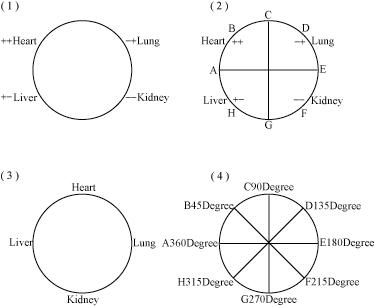 ( 1 )
++Heart
−+Lung
+−Liver
−−Kidney
( 2 )
C
B
D
Heart ++
−+ Lung
A
E
Liver +−
−− Kidney
H
F
G
( 3 )
Heart
Liver
Lung
Kidney
( 4 )
C90Degree
B45Degree
D135Degree
A360Degree
E180Degree
H315Degree
F215Degree
G270Degree